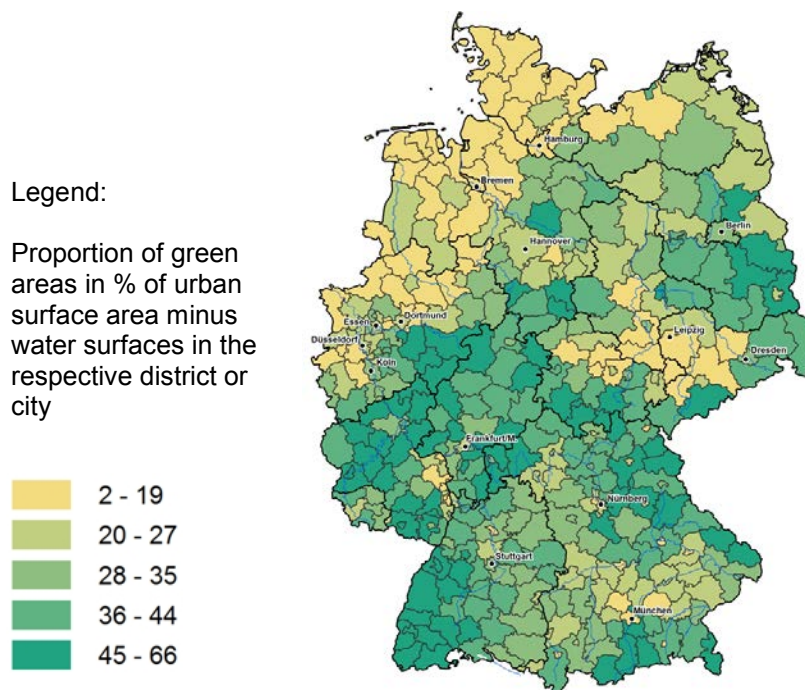 Legend:
Proportion of green
areas in % of urban
surface area minus
water surfaces in the
respective district or
city
2 - 19
20 - 27
28 - 35
36 - 44
45 - 66
Hamburg
Bremen
Berlin
Hannover
Essen
Dortmund
Düsseldorf
Köln
Leipzig
Dresden
Frankfurt/M.
Nürnberg
Stuttgart
München